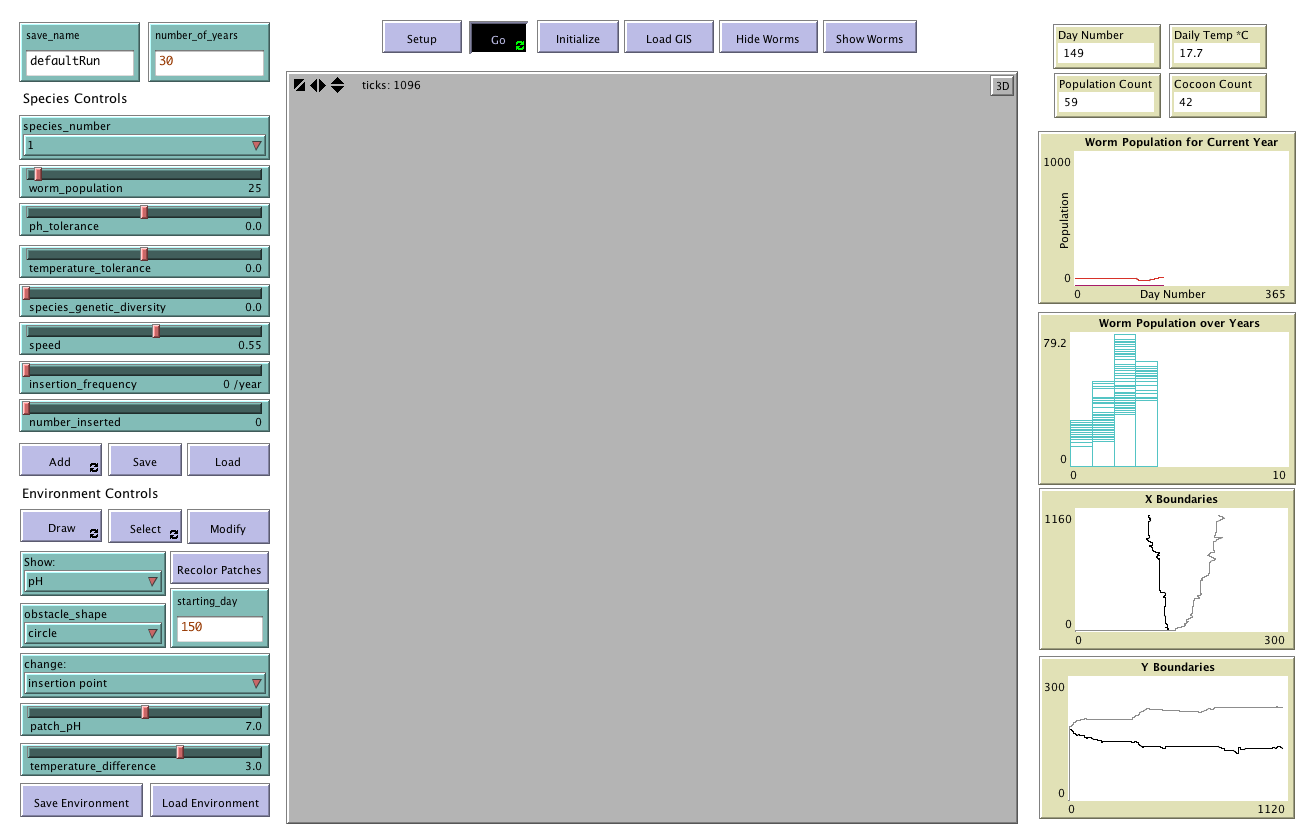 save_name
defaultRun
number_of_years
30
Setup
Go
Initialize
Load GIS
Hide Worms
Show Worms
Day Number
149
Daily Temp *C
17.7
Population Count
59
Cocoon Count
42
Species Controls
species_number
1
worm_population 25
ph_tolerance 0.0
temperature_tolerance 0.0
species_genetic_diversity 0.0
speed 0.55
insertion_frequency 0 /year
number_inserted 0
Add
Save
Load
Environment Controls
Draw
Select
Modify
Show:
pH
Recolor Patches
obstacle_shape
circle
starting_day
150
change:
insertion point
patch_pH 7.0
temperature_difference 3.0
Save Environment
Load Environment
ticks: 1096
3D
Worm Population for Current Year
1000
Population
0
0 Day Number 365
Worm Population over Years
79.2
0
0 10
X Boundaries
1160
0
0 300
Y Boundaries
300
0
0 1120